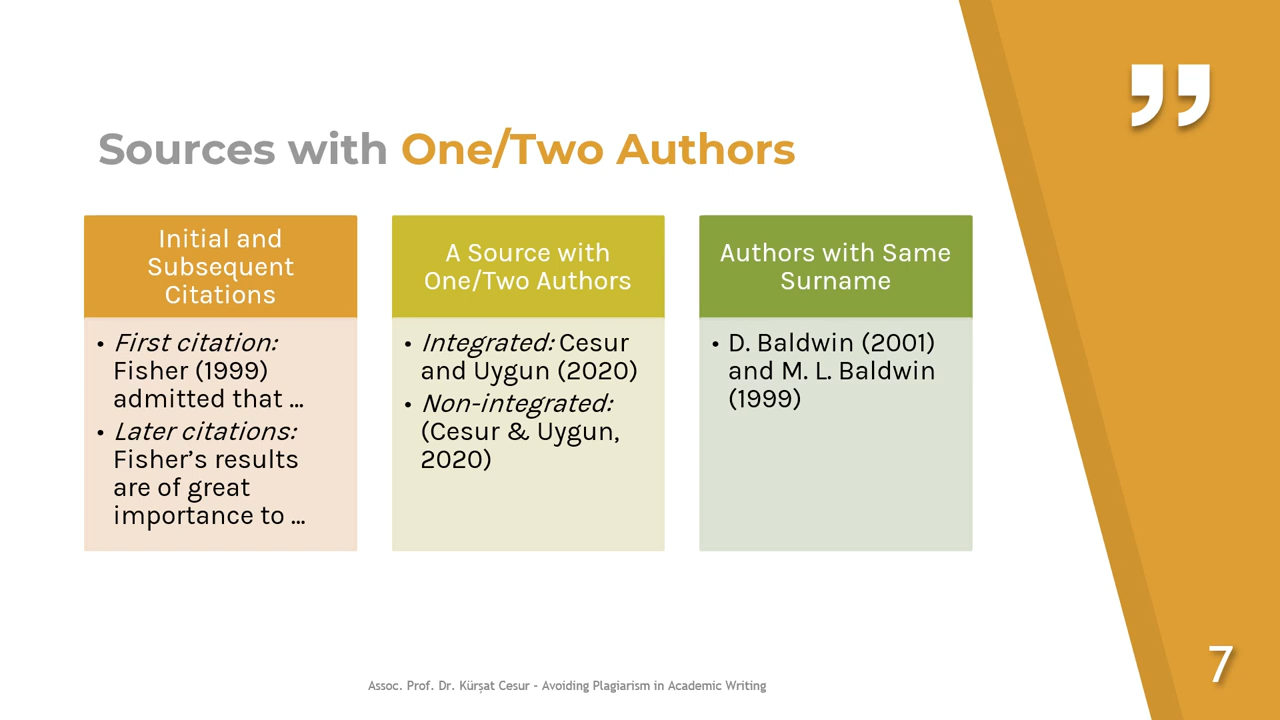 ”
Sources with One/Two Authors
Initial and
Subsequent
Citations
• First citation:
Fisher (1999)
admitted that ...
• Later citations:
Fisher’s results
are of great
importance to ...
A Source with
One/Two Authors
• Integrated: Cesur
and Uygun (2020)
• Non-integrated:
(Cesur & Uygun,
2020)
Authors with Same
Surname
• D. Baldwin (2001)
and M. L. Baldwin
(1999)
Assoc. Prof. Dr. Kürşat Cesur - Avoiding Plagiarism in Academic Writing
7